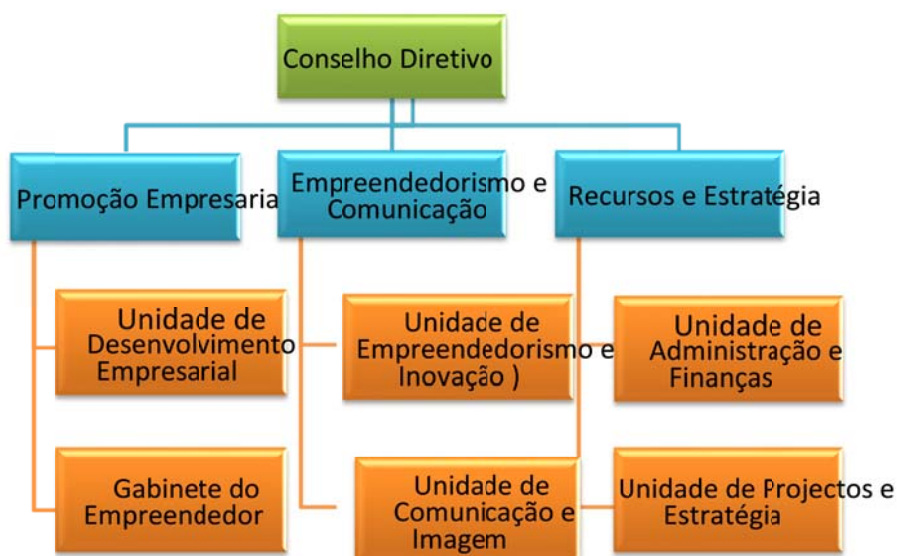 Conselho Diretivo
Promoção Empresaria
Empreendedorismo e
Comunicação
Recursos e Estratégia
Unidade de
Desenvolvimento
Empresarial
Unidade de
Empreendedorismo e
Inovação )
Unidade de
Administração e
Finanças
Gabinete do
Empreendedor
Unidade de
Comunicação e
Imagem
Unidade de Projectos e
Estratégia